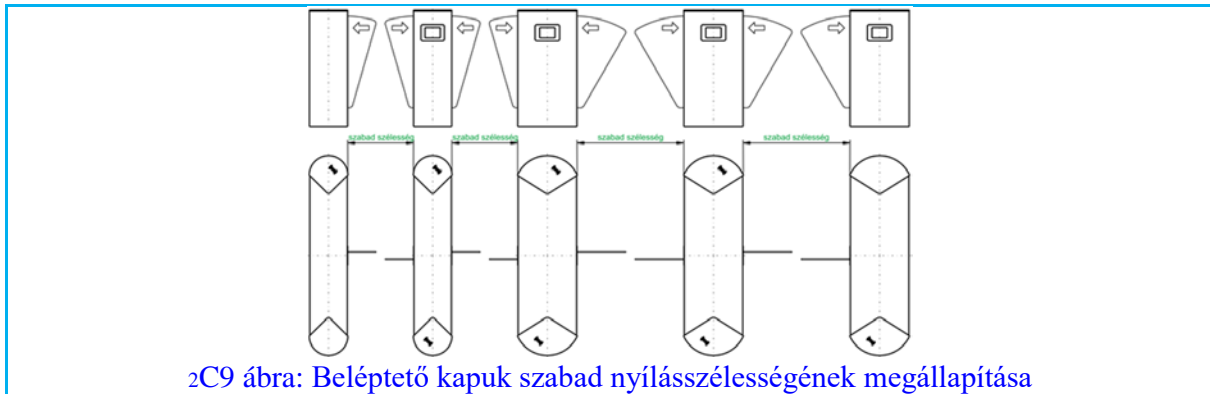 szabad szélesség szabad szélesség szabad szélesség szabad szélesség
2C9 ábra: Beléptető kapuk szabad nyílásszélességének megállapítása